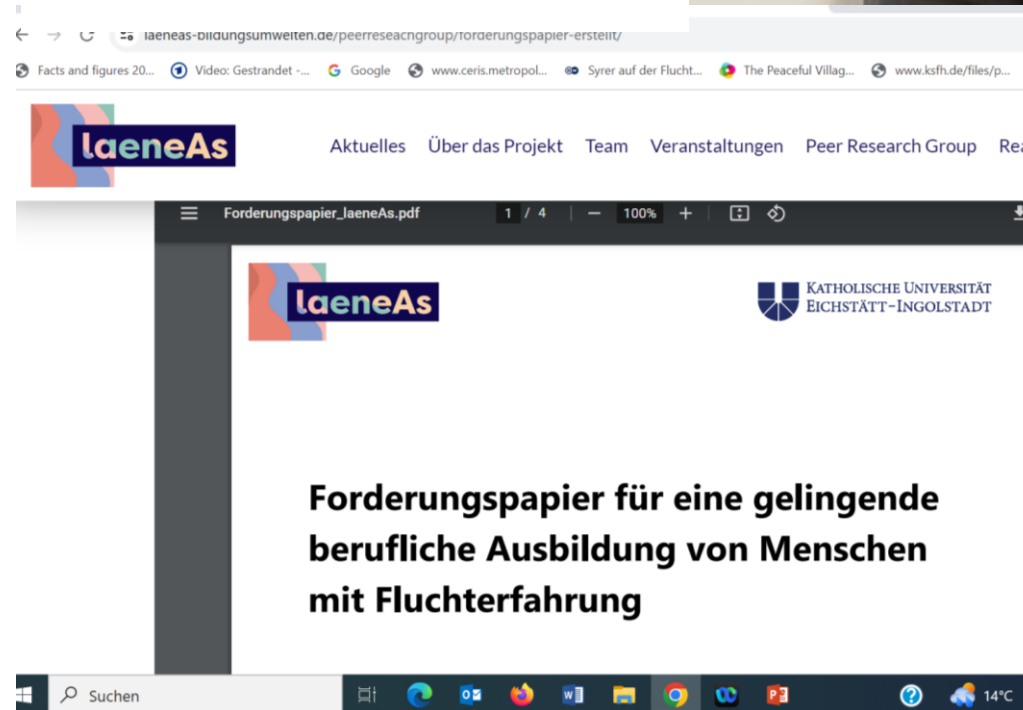 laeneas-bildungsumwelten.de/peerreseacngroup/forderungspapier-erstellt/
Facts and figures 20... Video: Gestrandet -... Google www.ceris.metropol... Syrer auf der Flucht... The Peaceful Villag... www.ksfh.de/files/p...
laeneAs Aktuelles Über das Projekt Team Veranstaltungen Peer Research Group
Forderungspapier_laeneAs.pdf 1 / 4 | − 100% + |
laeneAs
KATHOLISCHE UNIVERSITÄT
EICHSTÄTT-INGOLSTADT
Forderungspapier für eine gelingende
berufliche Ausbildung von Menschen
mit Fluchterfahrung
Suchen 14°C